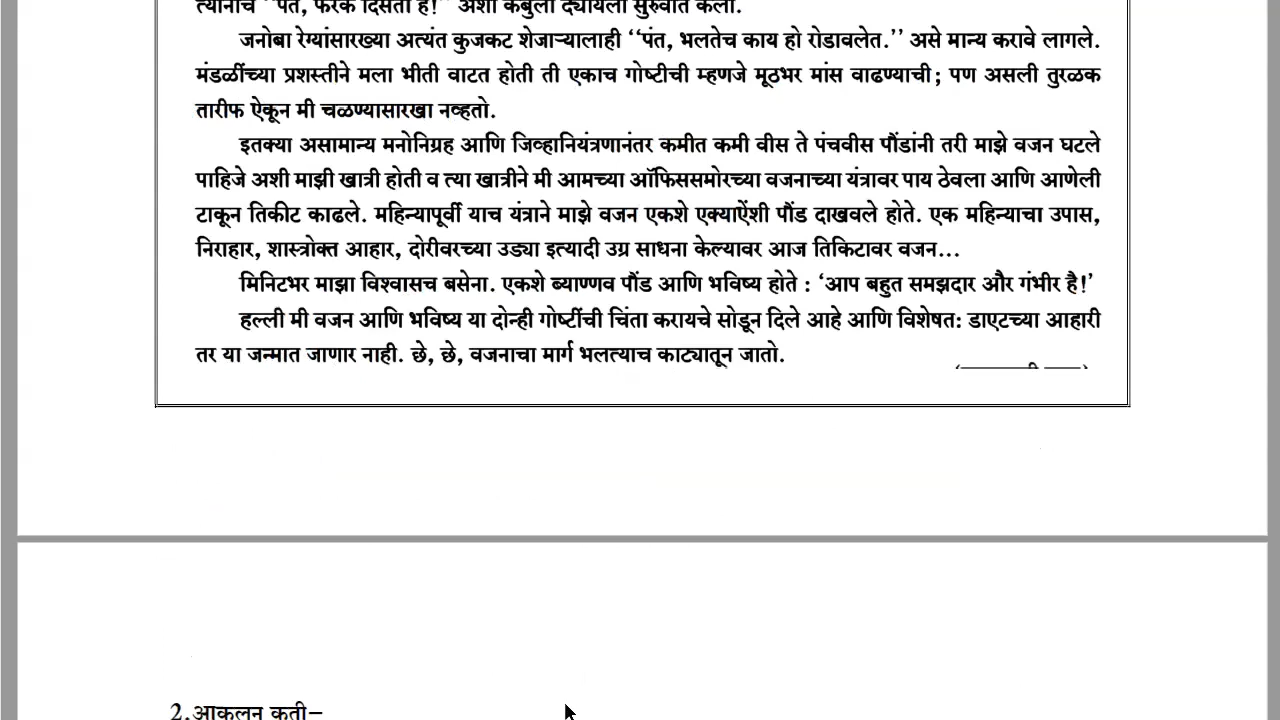 त्यांनीच ‘‘पंत, फरक दिसतो हं!’’ अशी कबुली द्यायला सुरुवात केली.
जनोबा रेग्यांसारख्या अत्यंत कुजकट शेजाऱ्यालाही ‘‘पंत, भलतेच काय हो रोडावलेत.’’ असे मान्य करावे लागले.
मंडळींच्या प्रशस्तीने मला भीती वाटत होती ती एकाच गोष्टीची म्हणजे मूठभर मांस वाढण्याची; पण असली तुरळक
तारीफ ऐकून मी चळण्यासारखा नव्हतो.
इतक्या असामान्य मनोनिग्रह आणि जिव्हानियंत्रणानंतर कमीत कमी वीस ते पंचवीस पौंडांनी तरी माझे वजन घटले
पाहिजे अशी माझी खात्री होती व त्या खात्रीने मी आमच्या ऑफिससमोरच्या वजनाच्या यंत्रावर पाय ठेवला आणि आणेली
टाकून तिकीट काढले. महिन्यापूर्वी याच यंत्राने माझे वजन एकशे एक्याऐंशी पौंड दाखवले होते. एक महिन्याचा उपास,
निराहार, शास्त्रोक्त आहार, दोरीवरच्या उड्या इत्यादी उग्र साधना केल्यावर आज तिकिटावर वजन...
मिनिटभर माझा विश्वासच बसेना. एकशे ब्याण्णव पौंड आणि भविष्य होते : ‘आप बहुत समझदार और गंभीर है!’
हल्ली मी वजन आणि भविष्य या दोन्ही गोष्टींची चिंता करायचे सोडून दिले आहे आणि विशेषत: डाएटच्या आहारी
तर या जन्मात जाणार नाही. छे, छे, वजनाचा मार्ग भलत्याच काट्यातून जातो.
2.आकलन कृती–